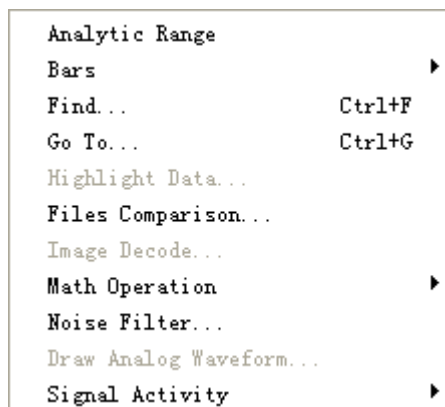 Analytic Range
Bars
Find... Ctrl+F
Go To... Ctrl+G
Highlight Data...
Files Comparison...
Image Decode...
Math Operation
Noise Filter...
Draw Analog Waveform...
Signal Activity